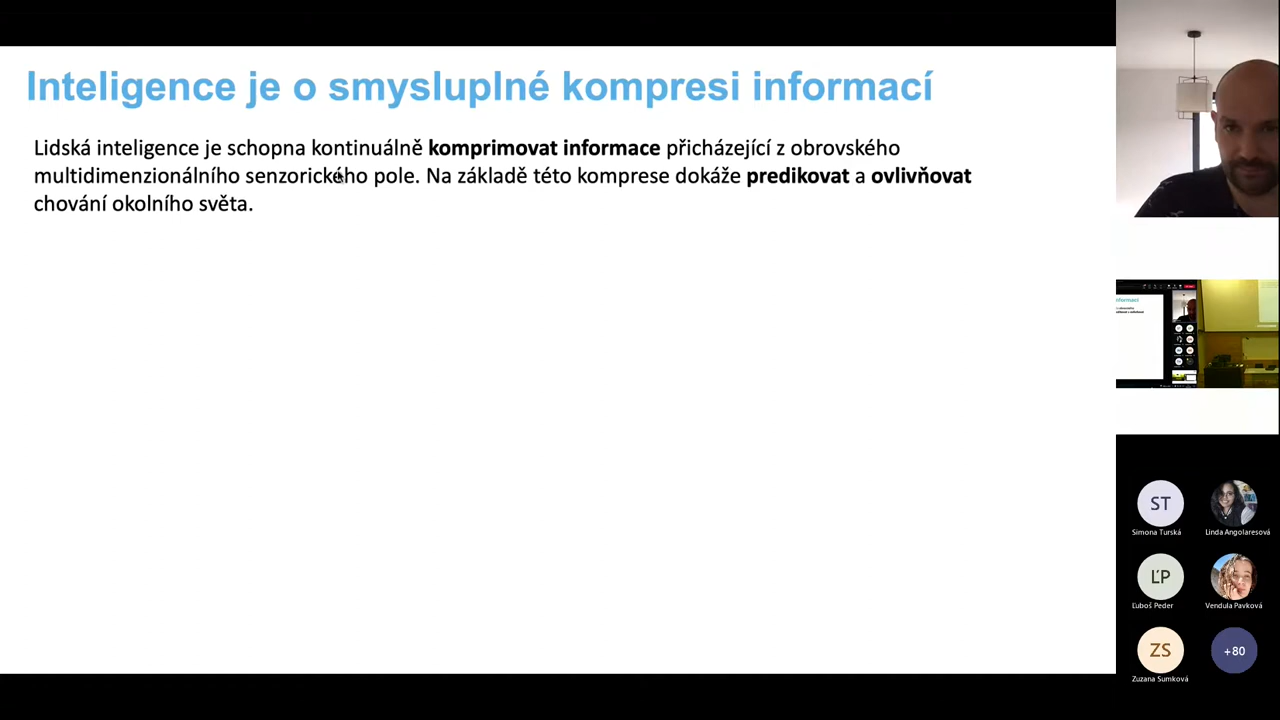 Inteligence je o smysluplné kompresi informací
Lidská inteligence je schopna kontinuálně komprimovat informace přicházející z obrovského
multidimenzionálního senzorického pole. Na základě této komprese dokáže predikovat a ovlivňovat
chování okolního světa.
ST
Simona Turská
Linda Angolaresová
ĽP
Ľuboš Peder
Vendula Pavková
ZS
Zuzana Sumková
+80